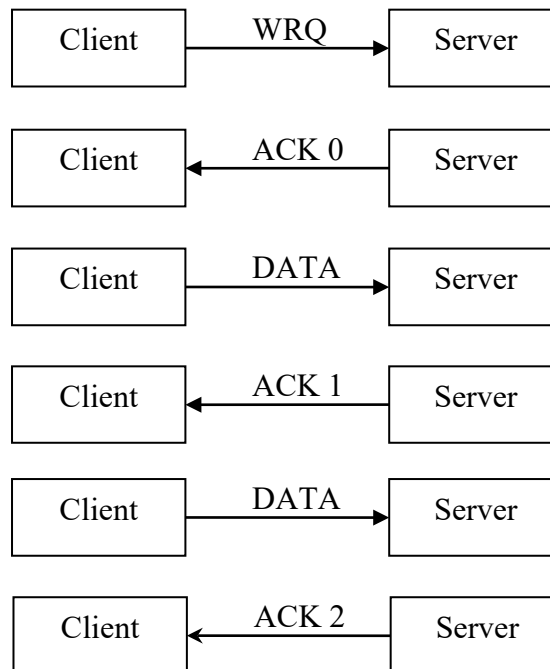 Client WRQ Server
Client ACK 0 Server
Client DATA Server
Client ACK 1 Server
Client DATA Server
Client ACK 2 Server